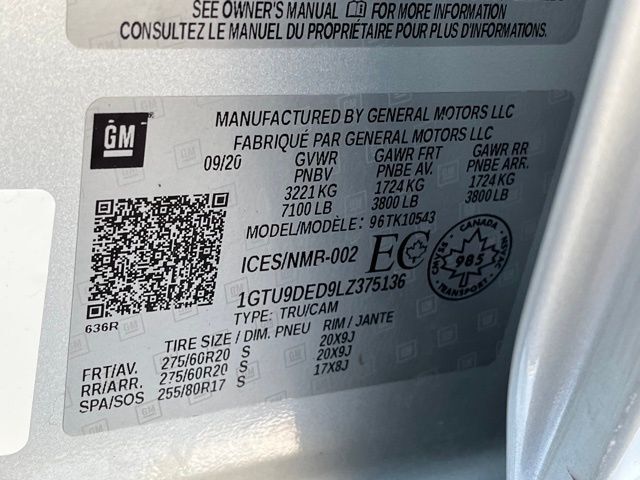 SEE OWNER'S MANUAL FOR MORE INFORMATION
CONSULTEZ LE MANUEL DU PROPRIÉTAIRE POUR PLUS D'INFORMATIONS.
GM
MANUFACTURED BY GENERAL MOTORS LLC
FABRIQUÉ PAR GENERAL MOTORS LLC
09/20 GVWR GAWR FRT GAWR RR
PNBV PNBE AV. PNBE ARR.
3221 KG 1724 KG 1724 KG
7100 LB 3800 LB 3800 LB
MODEL/MODÈLE: 96TK10543
ICES/NMR-002 EC
CANADA
985
1GTU9DED9LZ375136
TYPE: TRU/CAM
636R
TIRE SIZE / DIM. PNEU RIM / JANTE
FRT/AV. 275/60R20 S 20X9J
RR/ARR. 275/60R20 S 20X9J
SPA/SOS 255/80R17 S 17X8J